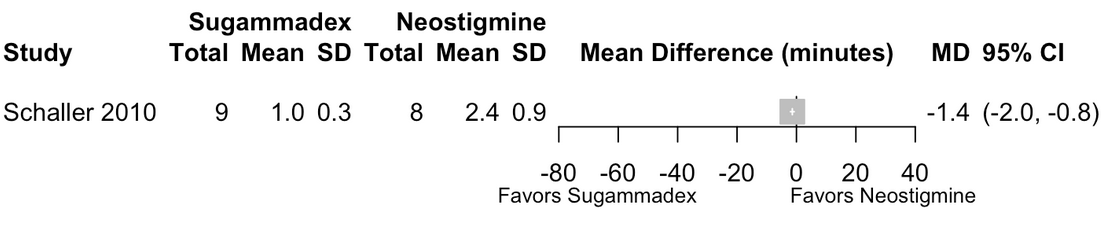 Sugammadex Neostigmine
Study Total Mean SD Total Mean SD Mean Difference (minutes) MD 95% CI
Schaller 2010 9 1.0 0.3 8 2.4 0.9 -1.4 (-2.0, -0.8)
-80 -60 -40 -20 0 20 40
Favors Sugammadex Favors Neostigmine